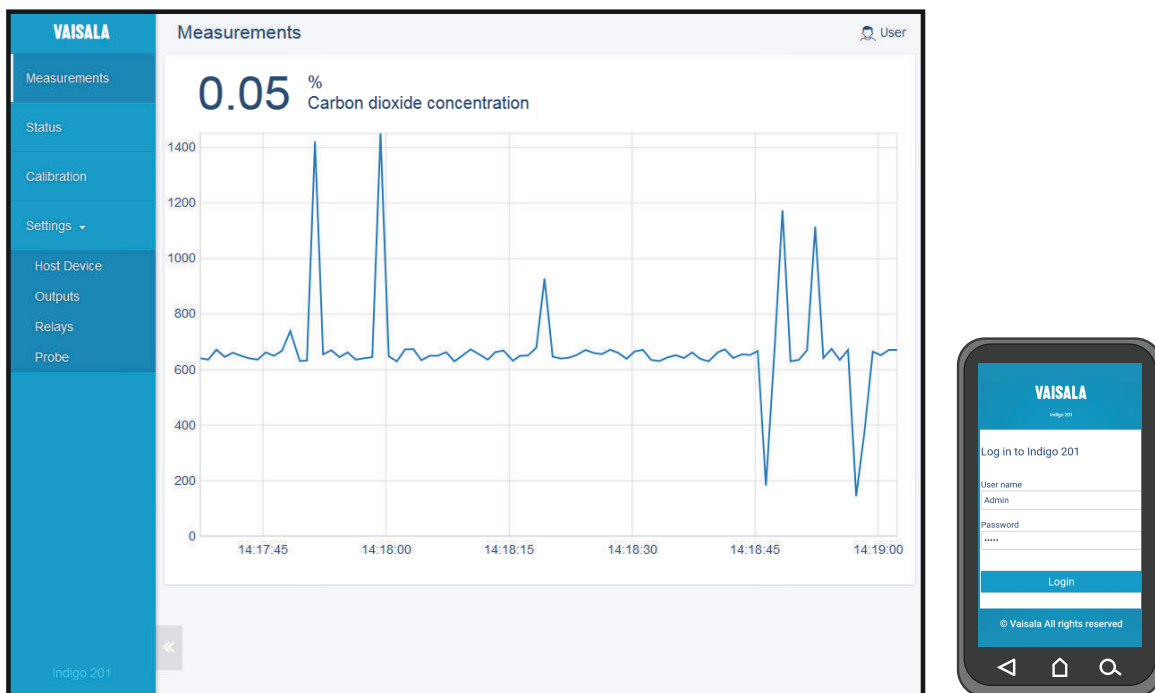 VAISALA
Measurements
User
Measurements
Status
Calibration
Settings
Host Device
Outputs
Relays
Probe
Indigo 201
0.05 %
Carbon dioxide concentration
1400
1200
1000
800
600
400
200
0
14:17:45 14:18:00 14:18:15 14:18:30 14:18:45 14:19:00
VAISALA
Indigo 201
Log in to Indigo 201
User name
Admin
Password
•••••
Login
© Vaisala All rights reserved